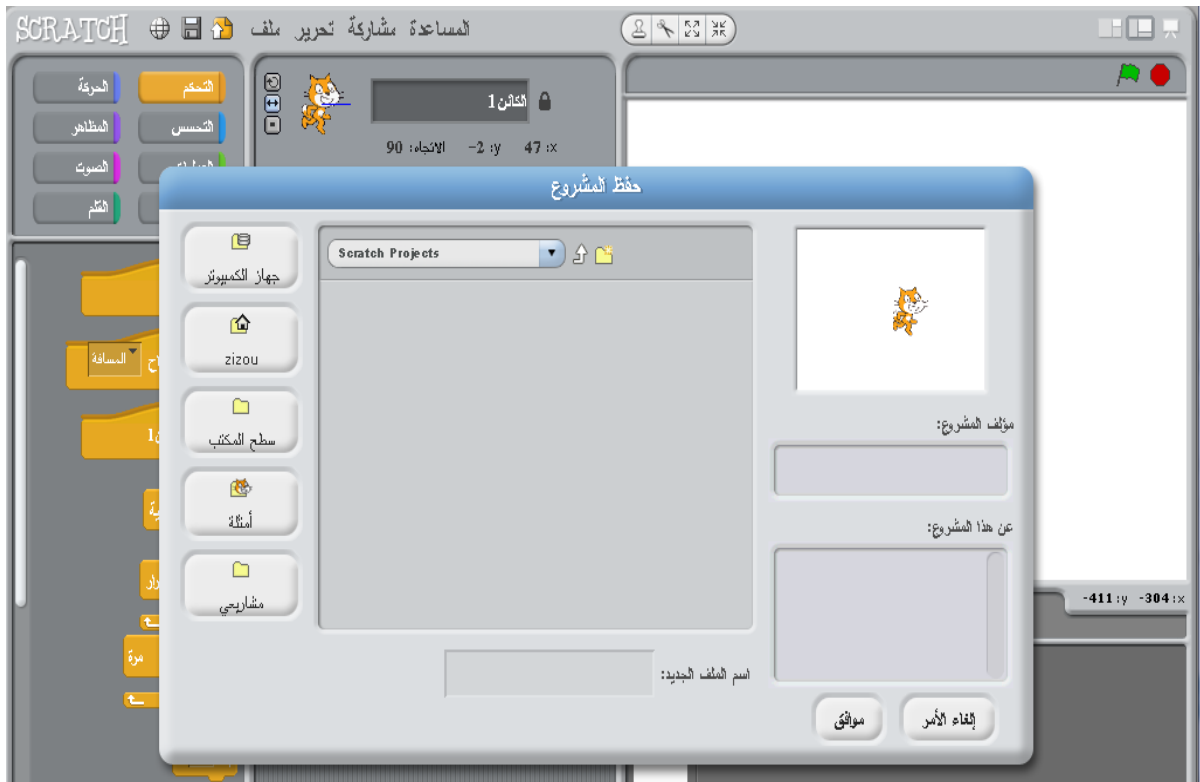 SCRATCH
ملف تحرير مشاركة المساعدة
التحكم
الحركة
التحسس
المظاهر
الصوت
القلم
الكائن1
x: 47 y: -2 الاتجاه: 90
حفظ المشروع
جهاز الكمبيوتر
zizou
سطح المكتب
أمثلة
مشاريعي
Scratch Projects
مؤلف المشروع:
عن هذا المشروع:
اسم الملف الجديد:
إلغاء الأمر
موافق
المسافة
مرة
x: -304 y: -411